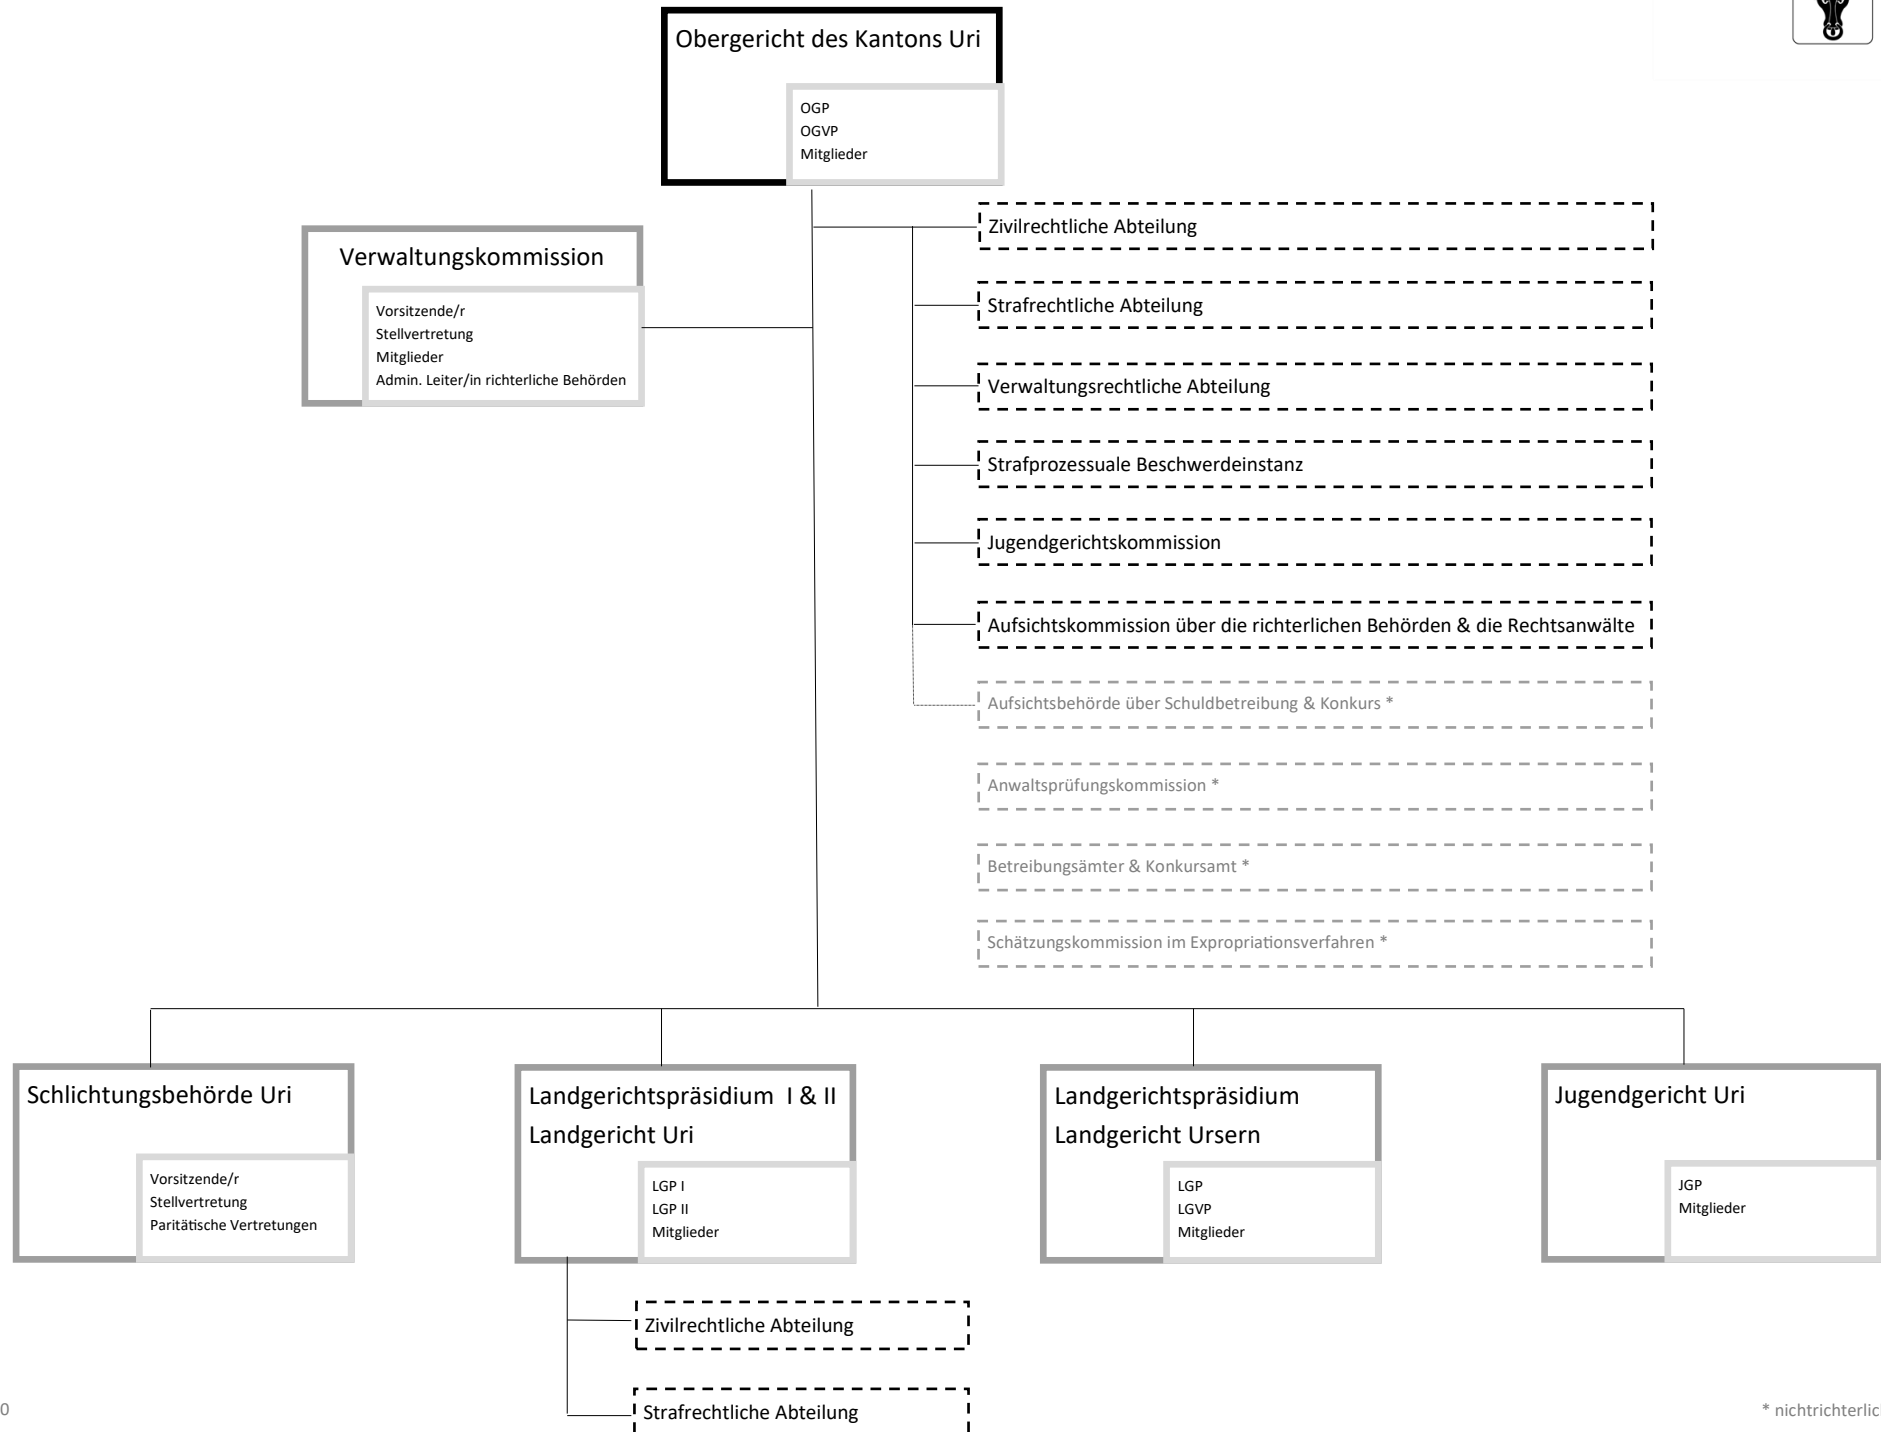 Obergericht des Kantons Uri
OGP
OGVP
Mitglieder
Verwaltungskommission
Vorsitzende/r
Stellvertretung
Mitglieder
Admin. Leiter/in richterliche Behörden
Zivilrechtliche Abteilung
Strafrechtliche Abteilung
Verwaltungsrechtliche Abteilung
Strafprozessuale Beschwerdeinstanz
Jugendgerichtskommission
Aufsichtskommission über die richterlichen Behörden & die Rechtsanwälte
Aufsichtsbehörde über Schuldbetreibung & Konkurs *
Anwaltsprüfungskommission *
Betreibungsämter & Konkursamt *
Schätzungskommission im Expropriationsverfahren *
Schlichtungsbehörde Uri
Vorsitzende/r
Stellvertretung
Paritätische Vertretungen
Landgerichtspräsidium I & II
Landgericht Uri
LGP I
LGP II
Mitglieder
Zivilrechtliche Abteilung
Strafrechtliche Abteilung
Landgerichtspräsidium
Landgericht Ursern
LGP
LGVP
Mitglieder
Jugendgericht Uri
JGP
Mitglieder
0
* nichtrichterlic